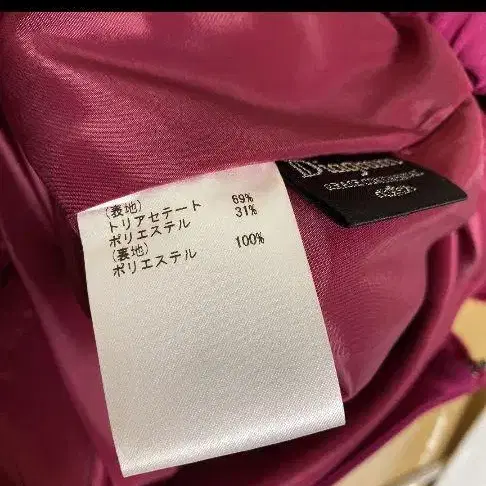 (表地)
トリアセテート 69%
ポリエステル 31%
(裏地)
ポリエステル 100%